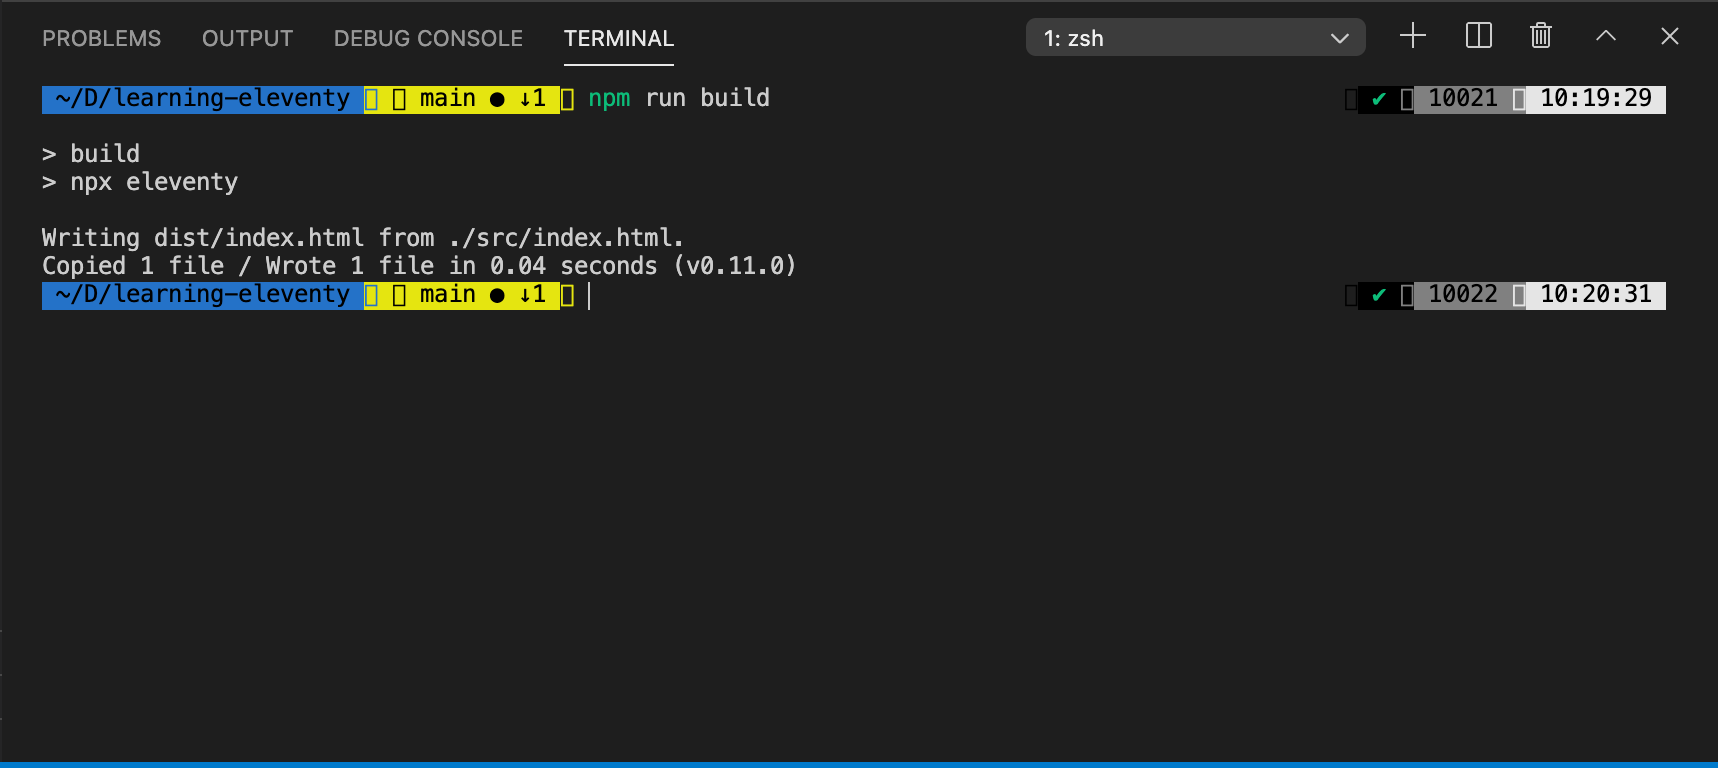 PROBLEMS OUTPUT DEBUG CONSOLE TERMINAL 1: zsh
~/D/learning-eleventy main ● ↓1 npm run build ✔ 10021 10:19:29
> build
> npx eleventy
Writing dist/index.html from ./src/index.html.
Copied 1 file / Wrote 1 file in 0.04 seconds (v0.11.0)
~/D/learning-eleventy main ● ↓1 ✔ 10022 10:20:31